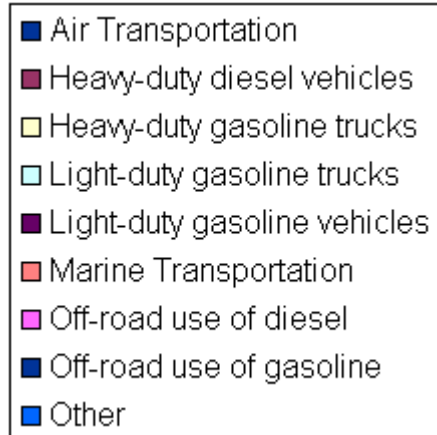 Air Transportation
Heavy-duty diesel vehicles
Heavy-duty gasoline trucks
Light-duty gasoline trucks
Light-duty gasoline vehicles
Marine Transportation
Off-road use of diesel
Off-road use of gasoline
Other